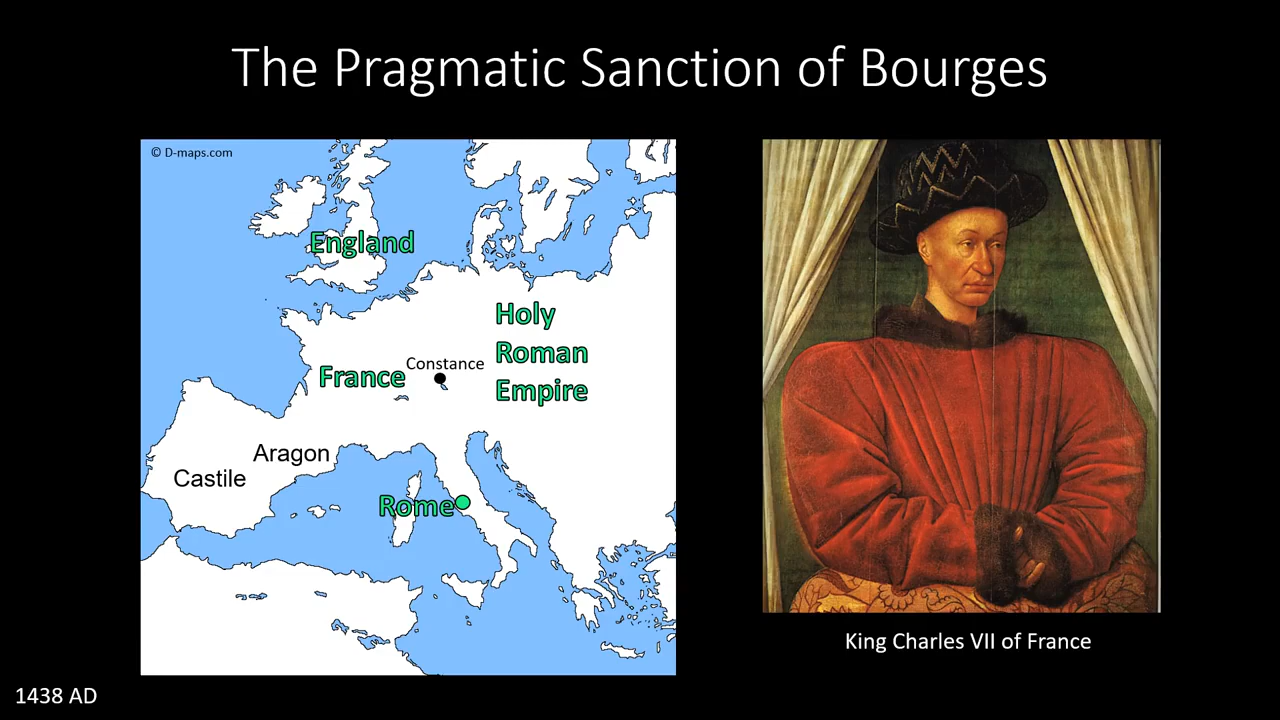 The Pragmatic Sanction of Bourges
© D-maps.com
England
Holy
Roman
Empire
Constance
France
Aragon
Castile
Rome
King Charles VII of France
1438 AD